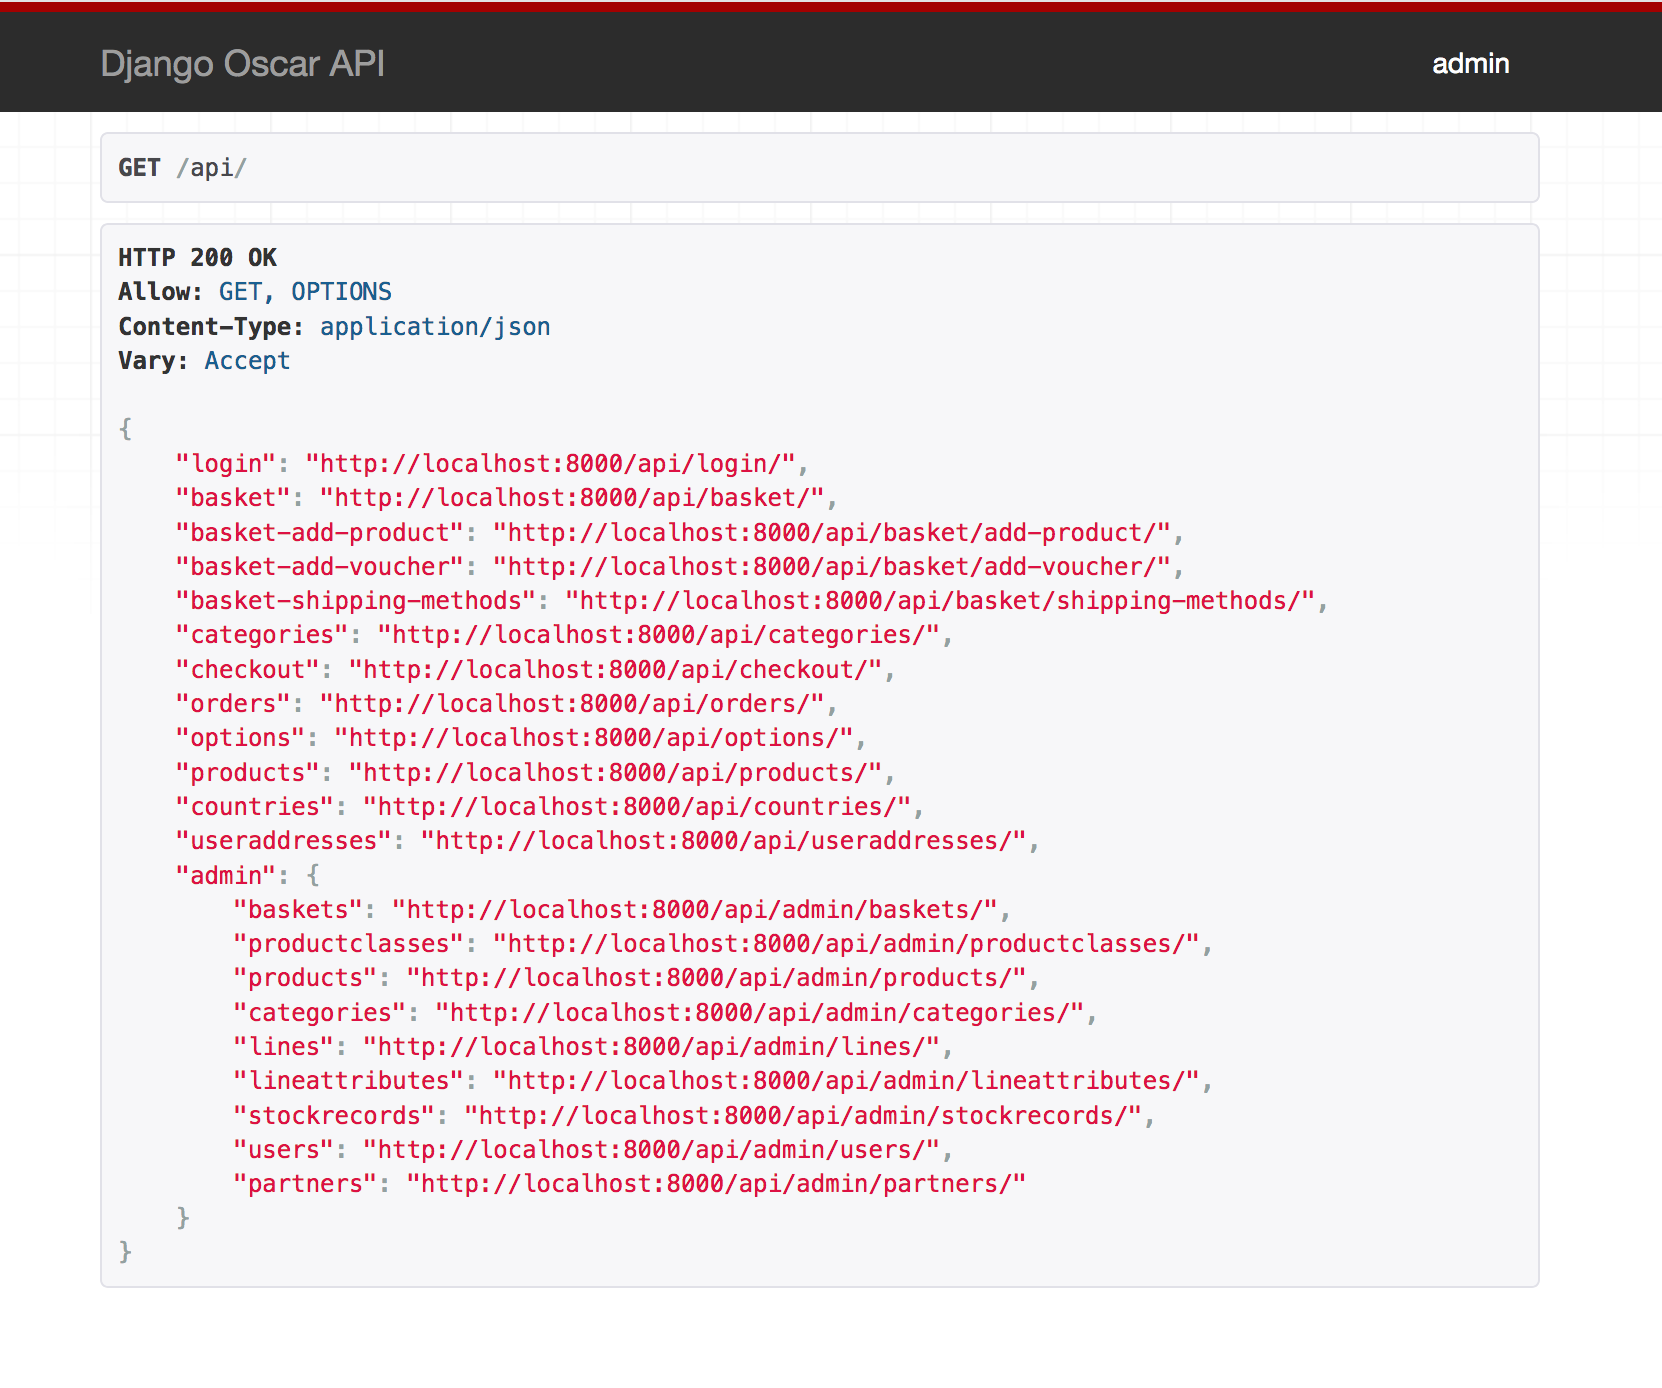 Django Oscar API
admin
GET /api/
HTTP 200 OK
Allow: GET, OPTIONS
Content-Type: application/json
Vary: Accept
{
    "login": "http://localhost:8000/api/login/",
    "basket": "http://localhost:8000/api/basket/",
    "basket-add-product": "http://localhost:8000/api/basket/add-product/",
    "basket-add-voucher": "http://localhost:8000/api/basket/add-voucher/",
    "basket-shipping-methods": "http://localhost:8000/api/basket/shipping-methods/",
    "categories": "http://localhost:8000/api/categories/",
    "checkout": "http://localhost:8000/api/checkout/",
    "orders": "http://localhost:8000/api/orders/",
    "options": "http://localhost:8000/api/options/",
    "products": "http://localhost:8000/api/products/",
    "countries": "http://localhost:8000/api/countries/",
    "useraddresses": "http://localhost:8000/api/useraddresses/",
    "admin": {
        "baskets": "http://localhost:8000/api/admin/baskets/",
        "productclasses": "http://localhost:8000/api/admin/productclasses/",
        "products": "http://localhost:8000/api/admin/products/",
        "categories": "http://localhost:8000/api/admin/categories/",
        "lines": "http://localhost:8000/api/admin/lines/",
        "lineattributes": "http://localhost:8000/api/admin/lineattributes/",
        "stockrecords": "http://localhost:8000/api/admin/stockrecords/",
        "users": "http://localhost:8000/api/admin/users/",
        "partners": "http://localhost:8000/api/admin/partners/"
    }
}